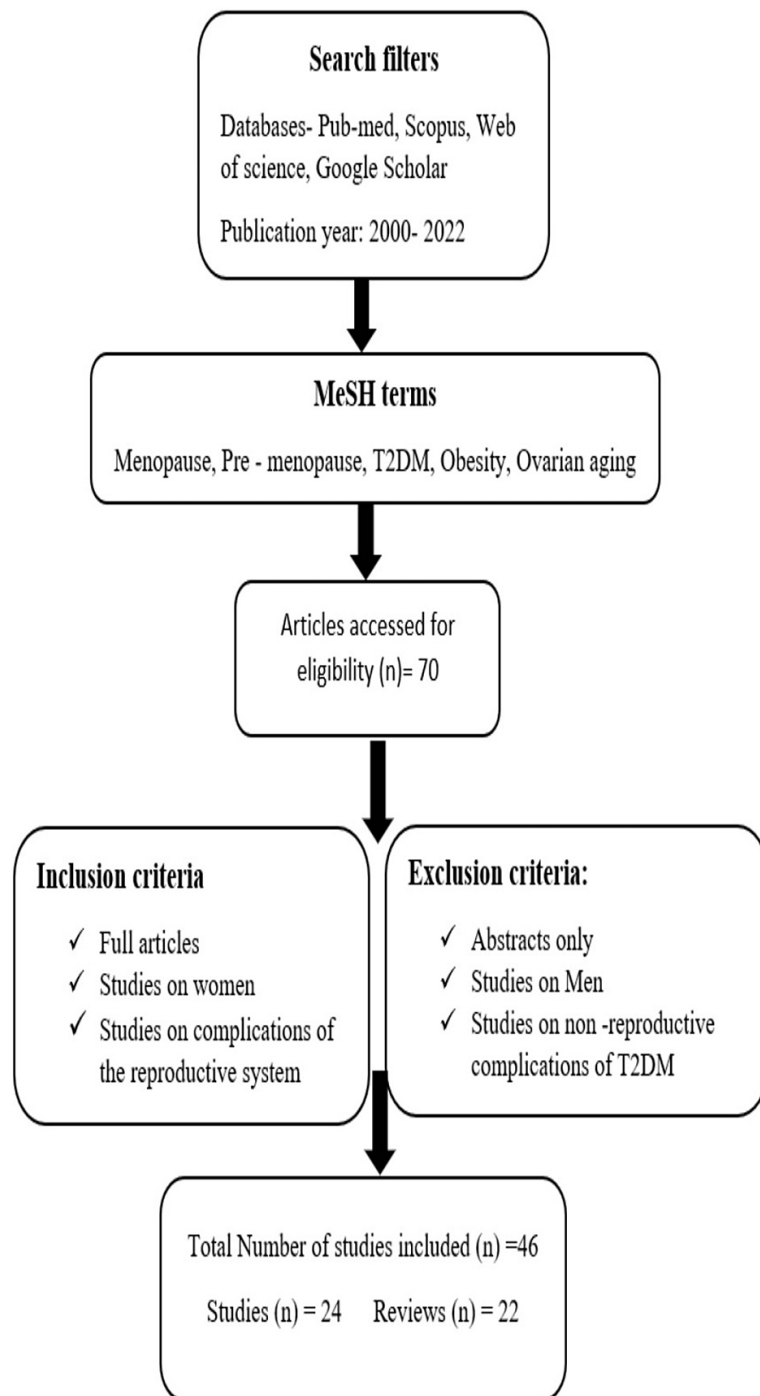 Search filters
Databases- Pub-med, Scopus, Web
of science, Google Scholar
Publication year: 2000- 2022
MeSH terms
Menopause, Pre - menopause, T2DM, Obesity, Ovarian aging
Articles accessed for
eligibility (n)= 70
Inclusion criteria
✓ Full articles
✓ Studies on women
✓ Studies on complications of
the reproductive system
Exclusion criteria:
✓ Abstracts only
✓ Studies on Men
✓ Studies on non -reproductive
complications of T2DM
Total Number of studies included (n) =46
Studies (n) = 24 Reviews (n) = 22